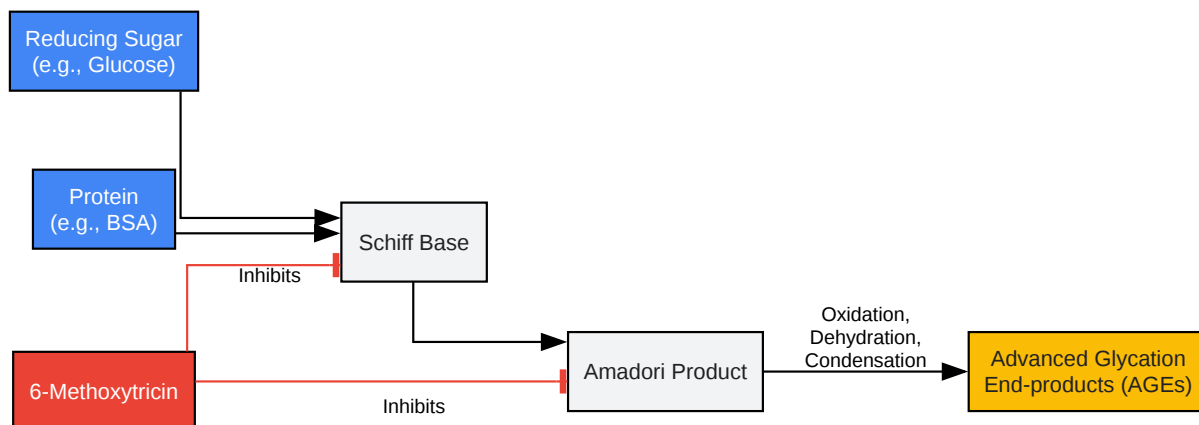 Reducing Sugar
(e.g., Glucose)
Protein
(e.g., BSA)
Schiff Base
Inhibits
Oxidation,
Dehydration,
Condensation
6-Methoxytricin
Inhibits
Amadori Product
Advanced Glycation
End-products (AGEs)